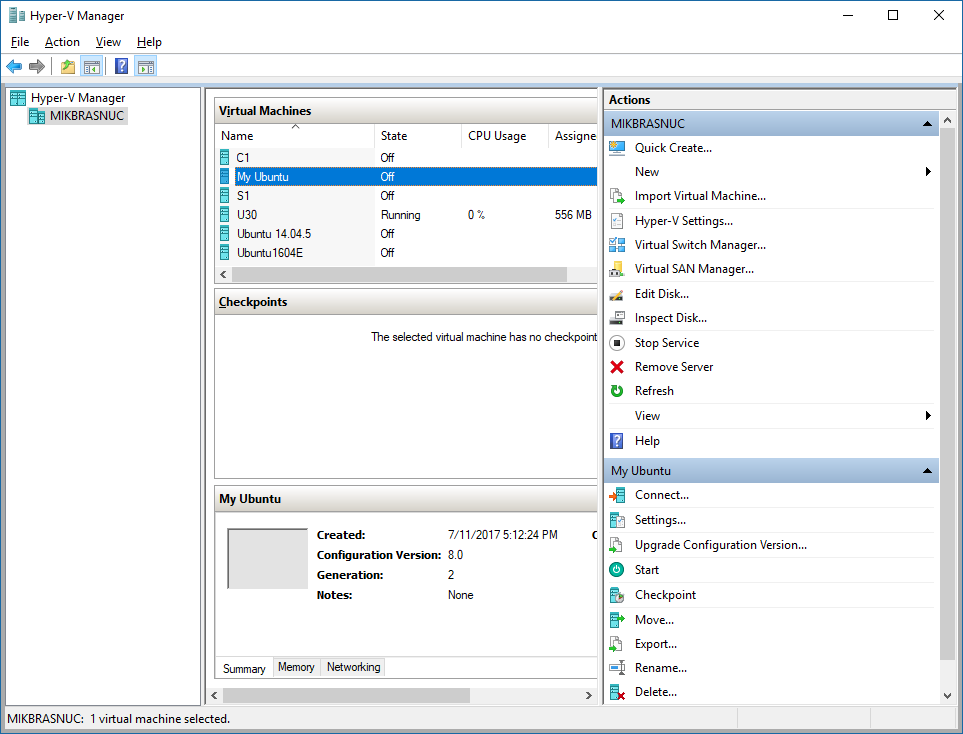 Hyper-V Manager
File Action View Help
Hyper-V Manager
MIKBRASNUC
Virtual Machines
Name State CPU Usage Assigne
C1 Off
My Ubuntu Off
S1 Off
U30 Running 0 % 556 MB
Ubuntu 14.04.5 Off
Ubuntu1604E Off
Checkpoints
The selected virtual machine has no checkpoint
My Ubuntu
Created: 7/11/2017 5:12:24 PM C
Configuration Version: 8.0
Generation: 2
Notes: None
Summary Memory Networking
Actions
MIKBRASNUC
Quick Create...
New
Import Virtual Machine...
Hyper-V Settings...
Virtual Switch Manager...
Virtual SAN Manager...
Edit Disk...
Inspect Disk...
Stop Service
Remove Server
Refresh
View
Help
My Ubuntu
Connect...
Settings...
Upgrade Configuration Version...
Start
Checkpoint
Move...
Export...
Rename...
Delete...
MIKBRASNUC: 1 virtual machine selected.